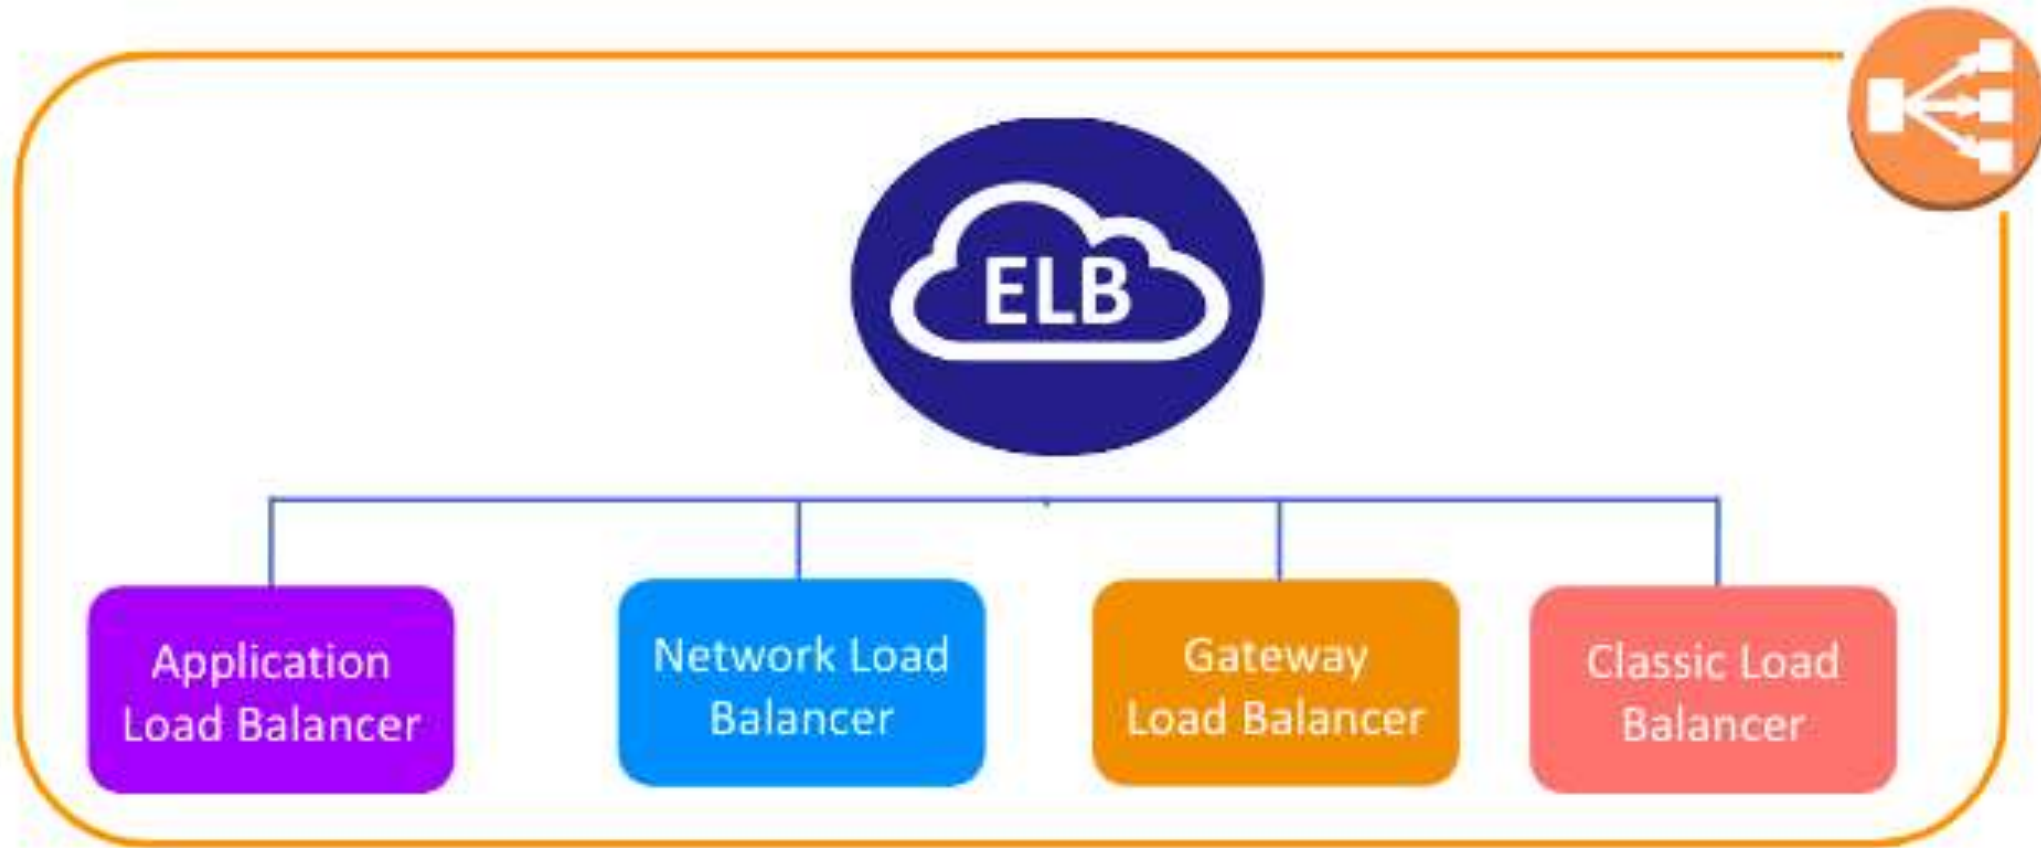 ELB
Application
Load Balancer
Network Load
Balancer
Gateway
Load Balancer
Classic Load
Balancer